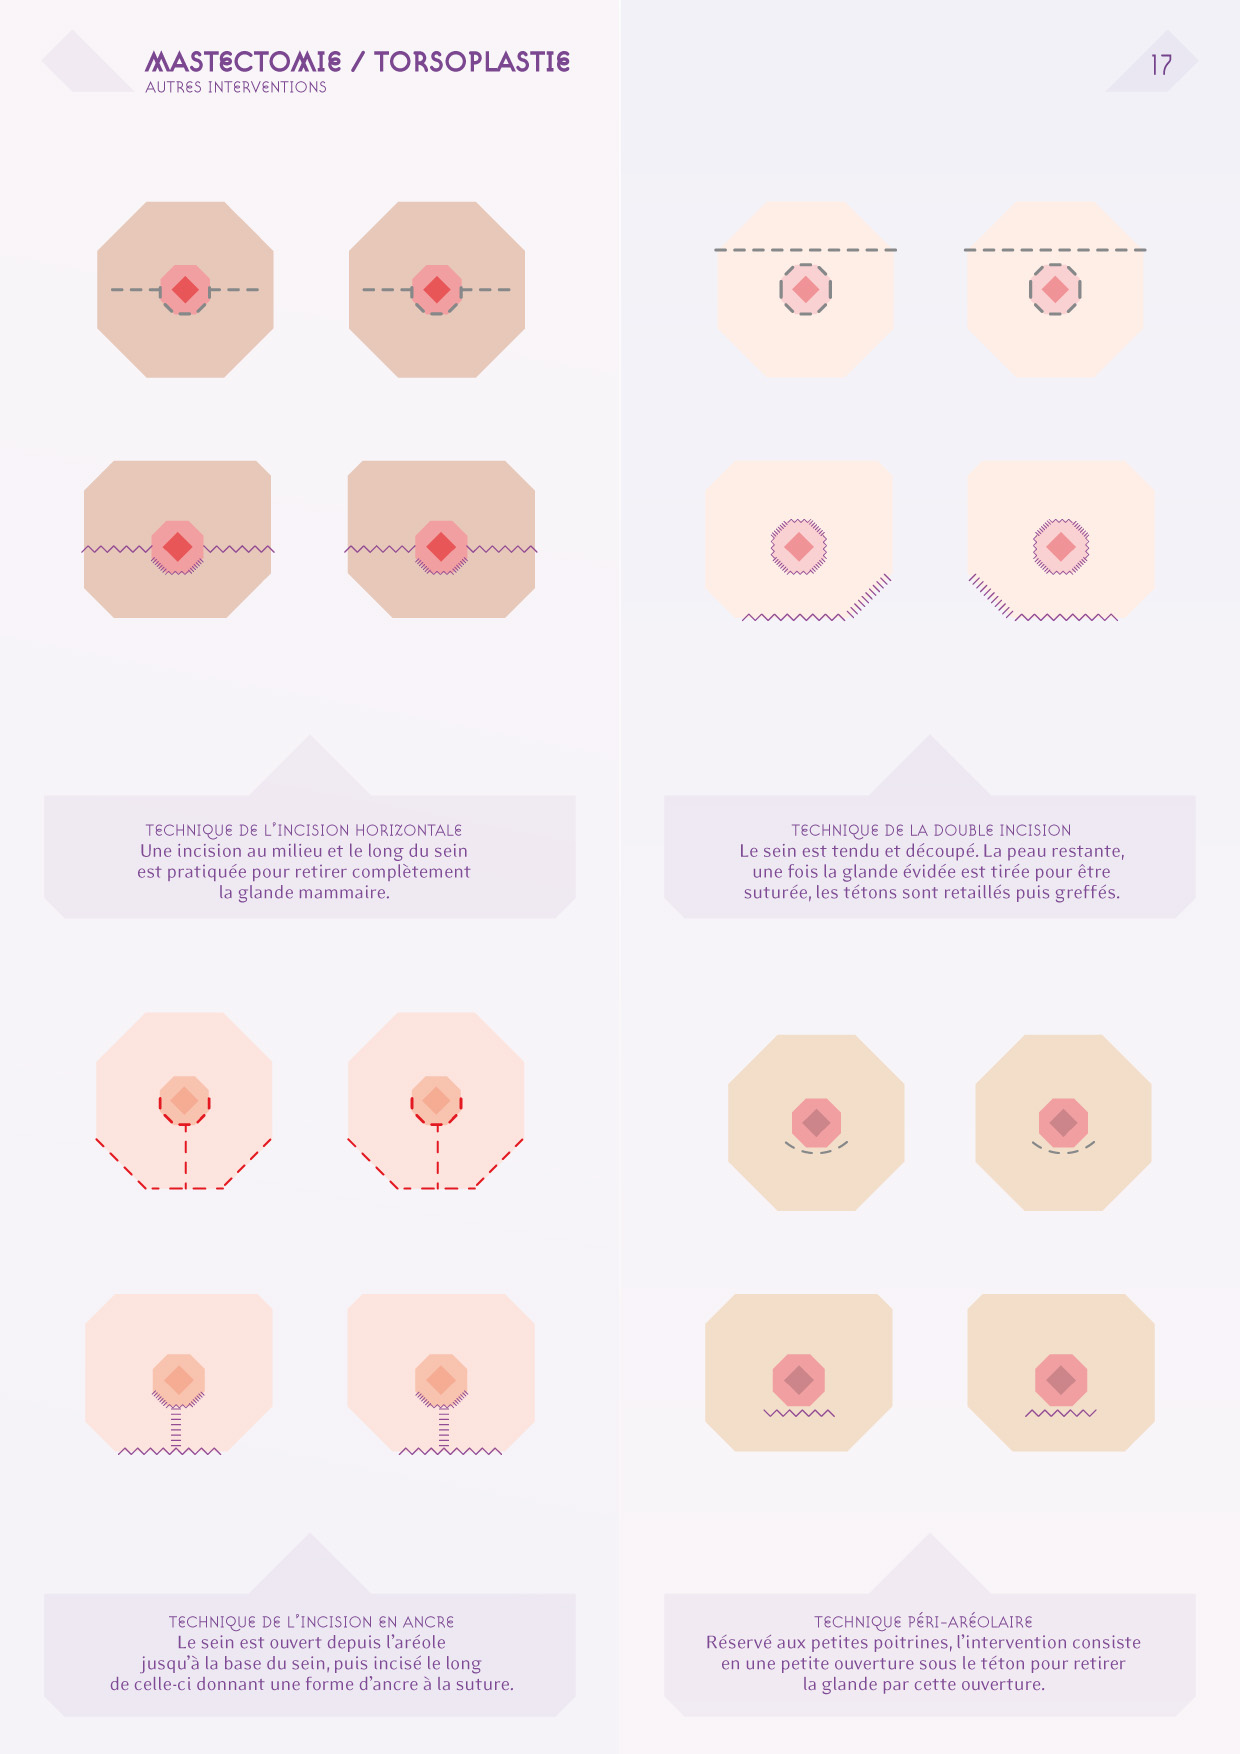 MASTECTOMIE / TORSOPLASTIE
AUTRES INTERVENTIONS
17
TECHNIQUE DE L'INCISION HORIZONTALE
Une incision au milieu et le long du sein
est pratiquée pour retirer complètement
la glande mammaire.
TECHNIQUE DE LA DOUBLE INCISION
Le sein est tendu et découpé. La peau restante,
une fois la glande évidée est tirée pour être
suturée, les tétons sont retaillés puis greffés.
TECHNIQUE DE L'INCISION EN ANCRE
Le sein est ouvert depuis l'aréole
jusqu'à la base du sein, puis incisé le long
de celle-ci donnant une forme d'ancre à la suture.
TECHNIQUE PÉRI-ARÉOLAIRE
Réservé aux petites poitrines, l'intervention consiste
en une petite ouverture sous le téton pour retirer
la glande par cette ouverture.